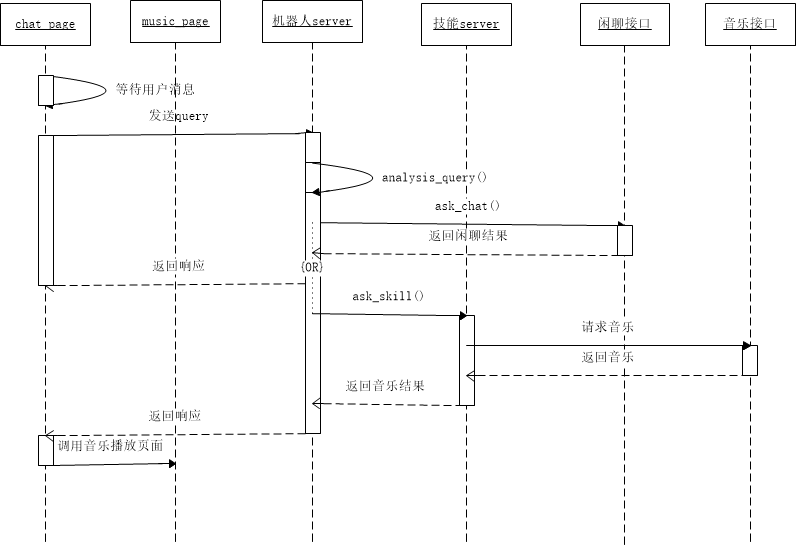 chat_page
music_page
机器人server
技能server
闲聊接口
音乐接口
等待用户消息
发送query
analysis_query()
ask_chat()
返回闲聊结果
返回响应
{OR}
ask_skill()
请求音乐
返回音乐
返回音乐结果
返回响应
调用音乐播放页面